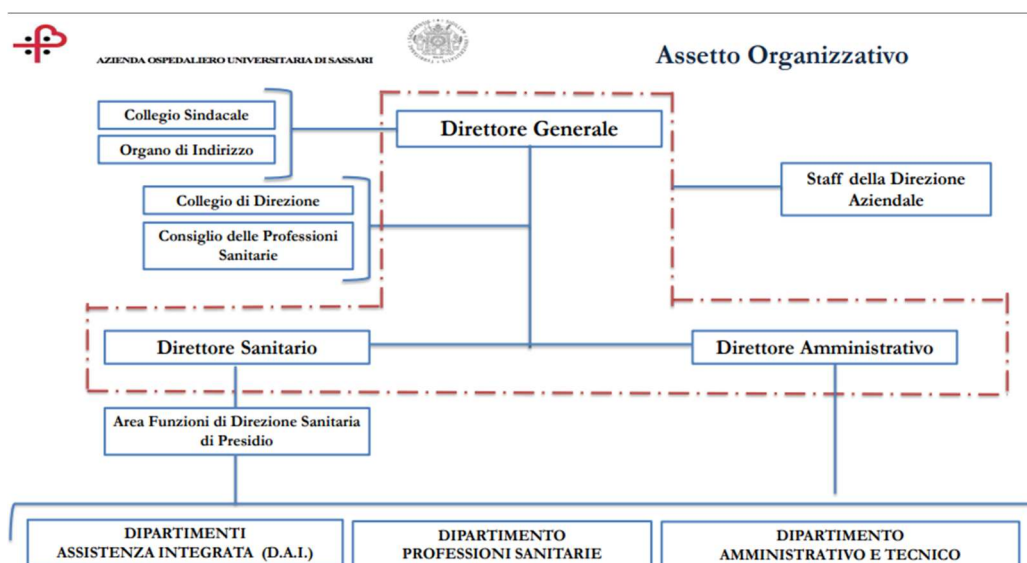 AZIENDA OSPEDALIERO UNIVERSITARIA DI SASSARI
Assetto Organizzativo
Collegio Sindacale
Organo di Indirizzo
Direttore Generale
Collegio di Direzione
Consiglio delle Professioni
Sanitarie
Staff della Direzione
Aziendale
Direttore Sanitario
Direttore Amministrativo
Area Funzioni di Direzione Sanitaria
di Presidio
DIPARTIMENTI
ASSISTENZA INTEGRATA (D.A.I.)
DIPARTIMENTO
PROFESSIONI SANITARIE
DIPARTIMENTO
AMMINISTRATIVO E TECNICO